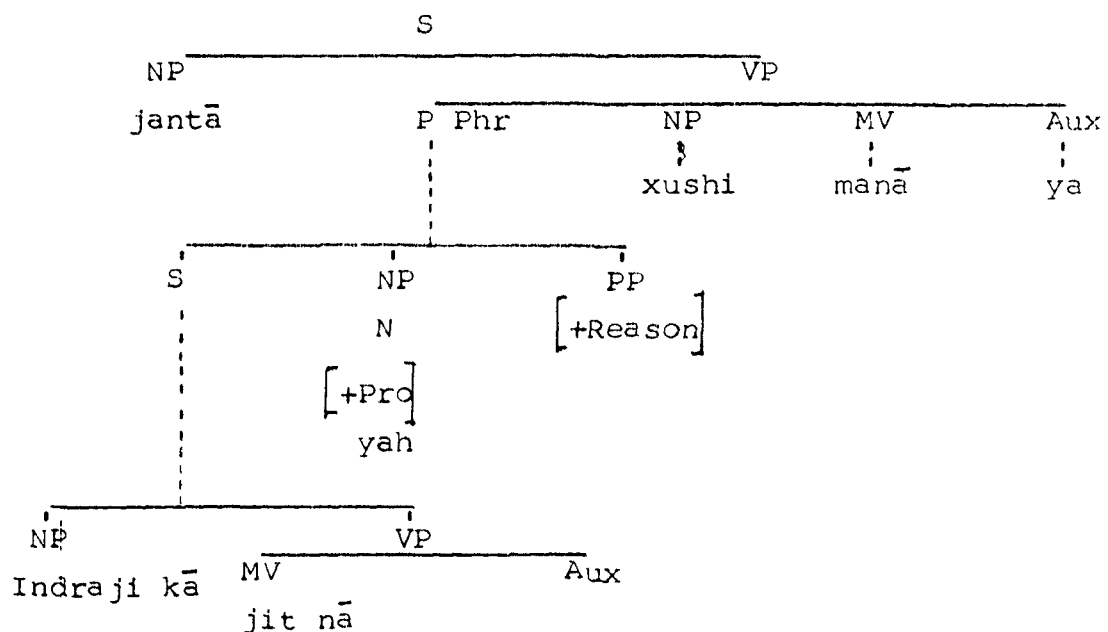 S
NP VP
jantā P Phr NP MV Aux
xushi manā ya
S NP PP
N [+Reason]
[+Pro]
yah
NP VP
Indraji kā MV Aux
jit nā